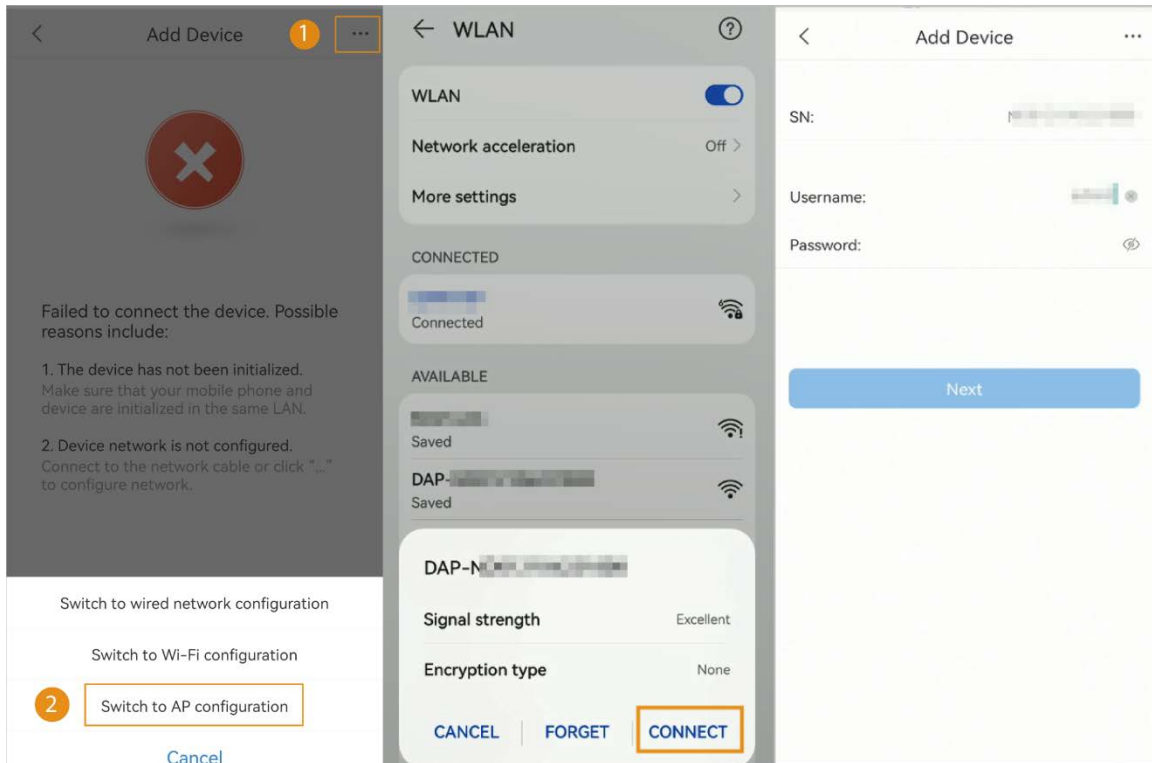 Add Device
1
...
Failed to connect the device. Possible
reasons include:
1. The device has not been initialized.
Make sure that your mobile phone and
device are initialized in the same LAN.
2. Device network is not configured.
Connect to the network cable or click "..."
to configure network.
Switch to wired network configuration
Switch to Wi-Fi configuration
2
Switch to AP configuration
Cancel
WLAN
?
WLAN
Network acceleration
Off
More settings
CONNECTED
Connected
AVAILABLE
Saved
DAP-
Saved
DAP-N
Signal strength
Excellent
Encryption type
None
CANCEL
FORGET
CONNECT
Add Device
...
SN:
Username:
Password:
Next